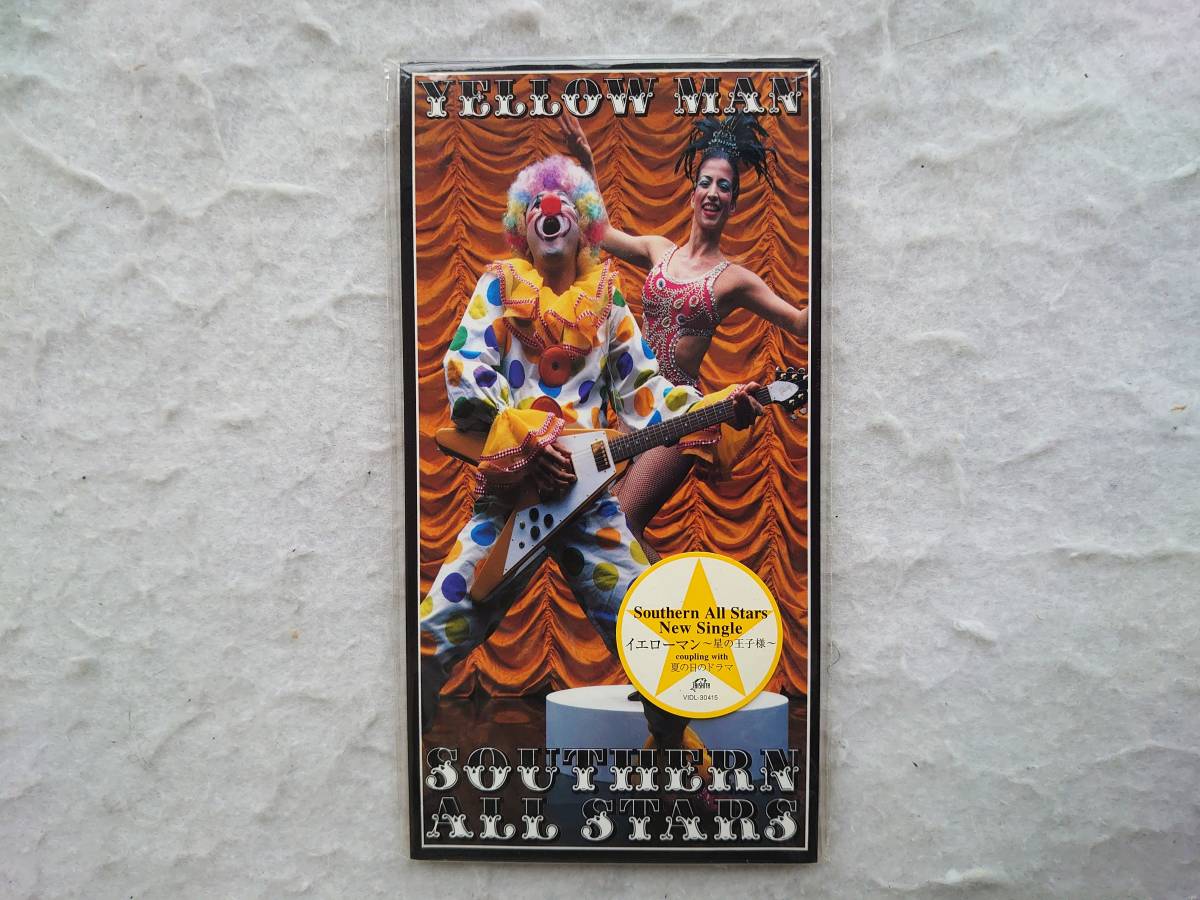 YELLOW MAN
Southern All Stars
New Single
イエローマン～星の王子様～
coupling with
夏の日のドラマ
VIDL-30415
SOUTHERN
ALL STARS